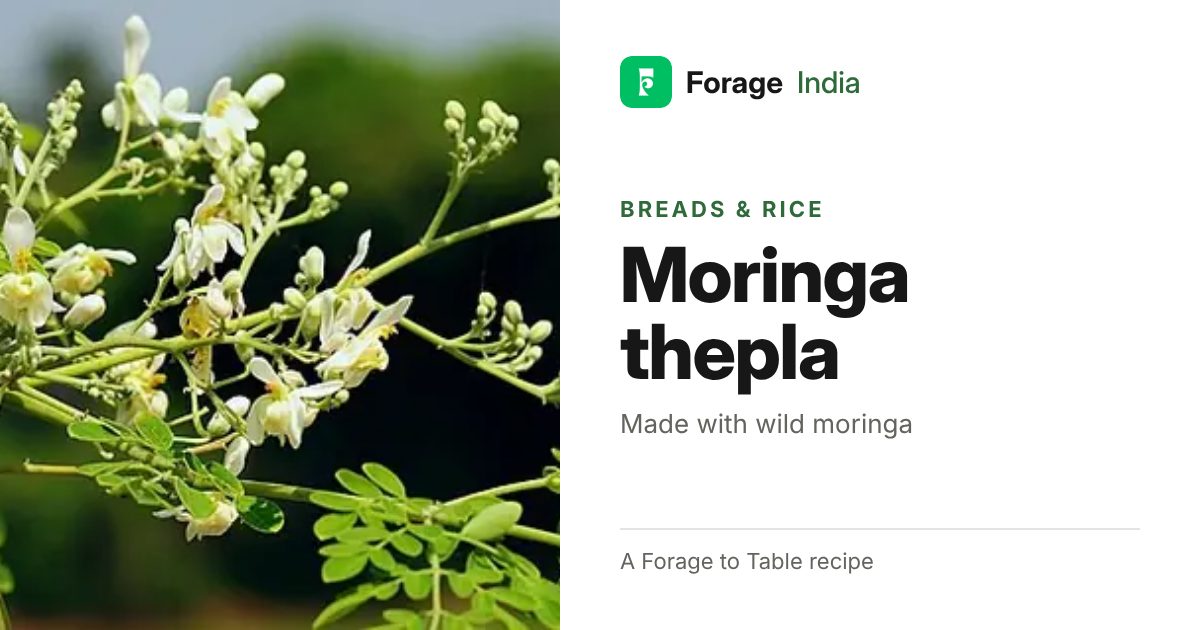 Forage India
BREADS & RICE
Moringa
thepla
Made with wild moringa
A Forage to Table recipe